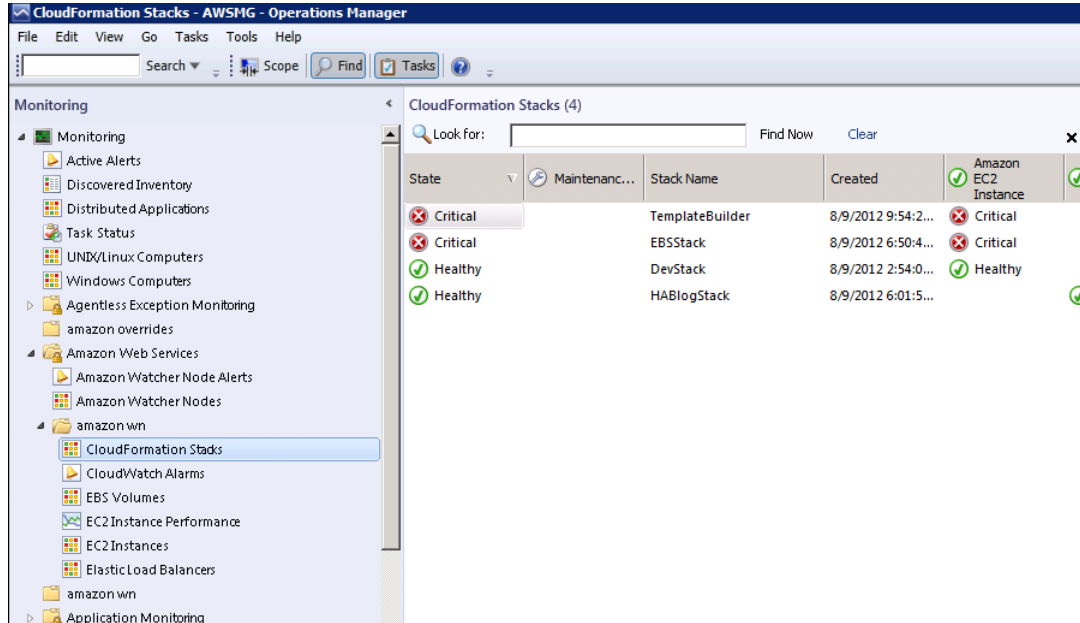 CloudFormation Stacks - AWSMG - Operations Manager
File Edit View Go Tasks Tools Help
Search Scope Find Tasks
Monitoring
Monitoring
Active Alerts
Discovered Inventory
Distributed Applications
Task Status
UNIX/Linux Computers
Windows Computers
Agentless Exception Monitoring
amazon overrides
Amazon Web Services
Amazon Watcher Node Alerts
Amazon Watcher Nodes
amazon wn
CloudFormation Stacks
CloudWatch Alarms
EBS Volumes
EC2 Instance Performance
EC2 Instances
Elastic Load Balancers
amazon wn
Application Monitoring
CloudFormation Stacks (4)
Look for: Find Now Clear
State Maintenanc... Stack Name Created Amazon EC2 Instance
Critical TemplateBuilder 8/9/2012 9:54:2... Critical
Critical EBSStack 8/9/2012 6:50:4... Critical
Healthy DevStack 8/9/2012 2:54:0... Healthy
Healthy HABlogStack 8/9/2012 6:01:5...